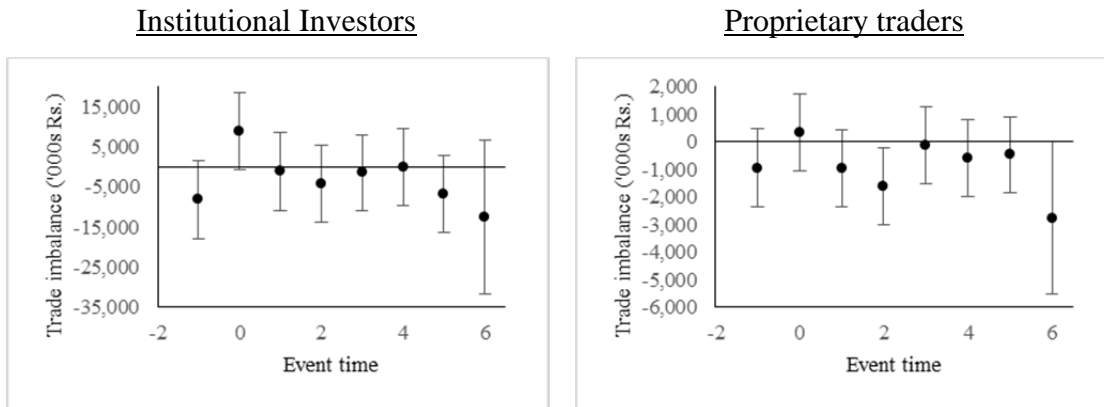 Institutional Investors
Trade imbalance ('000s Rs.)
15,000
5,000
-5,000
-15,000
-25,000
-35,000
-2 0 2 4 6
Event time
Proprietary traders
Trade imbalance ('000s Rs.)
2,000
1,000
0
-1,000
-2,000
-3,000
-4,000
-5,000
-6,000
-2 0 2 4 6
Event time